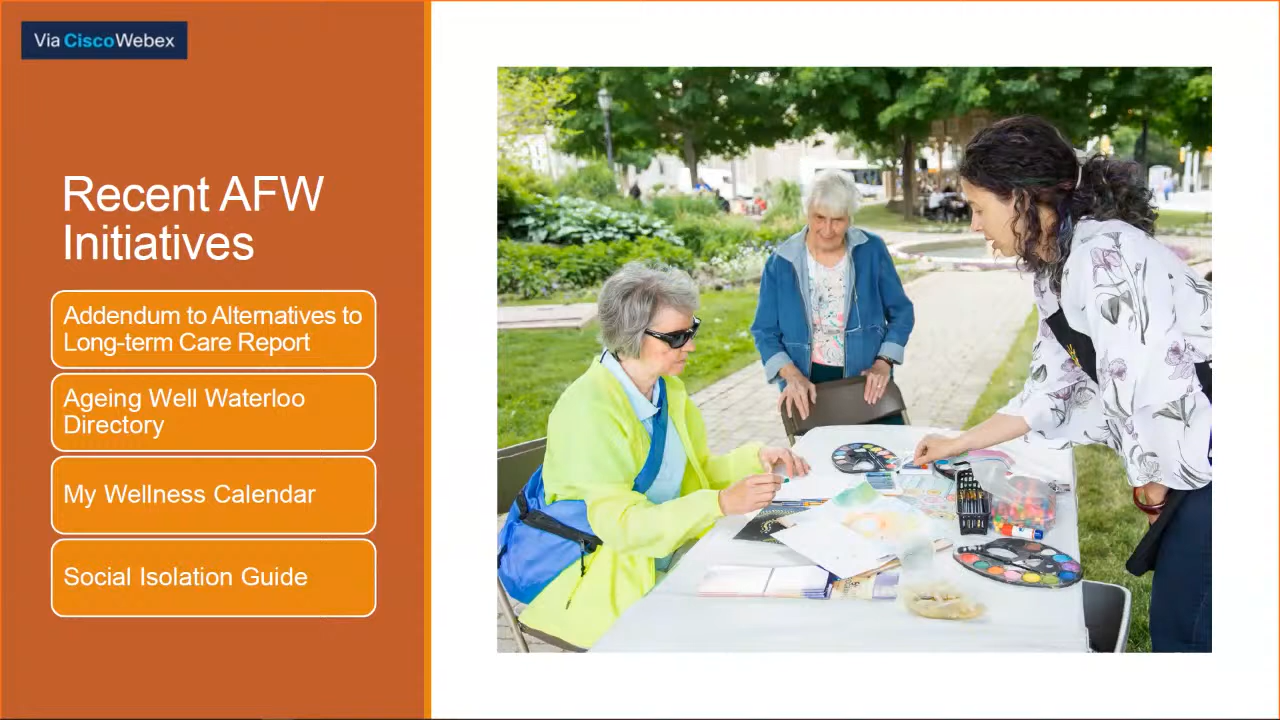 Via CiscoWebex
Recent AFW
Initiatives
Addendum to Alternatives to
Long-term Care Report
Ageing Well Waterloo
Directory
My Wellness Calendar
Social Isolation Guide